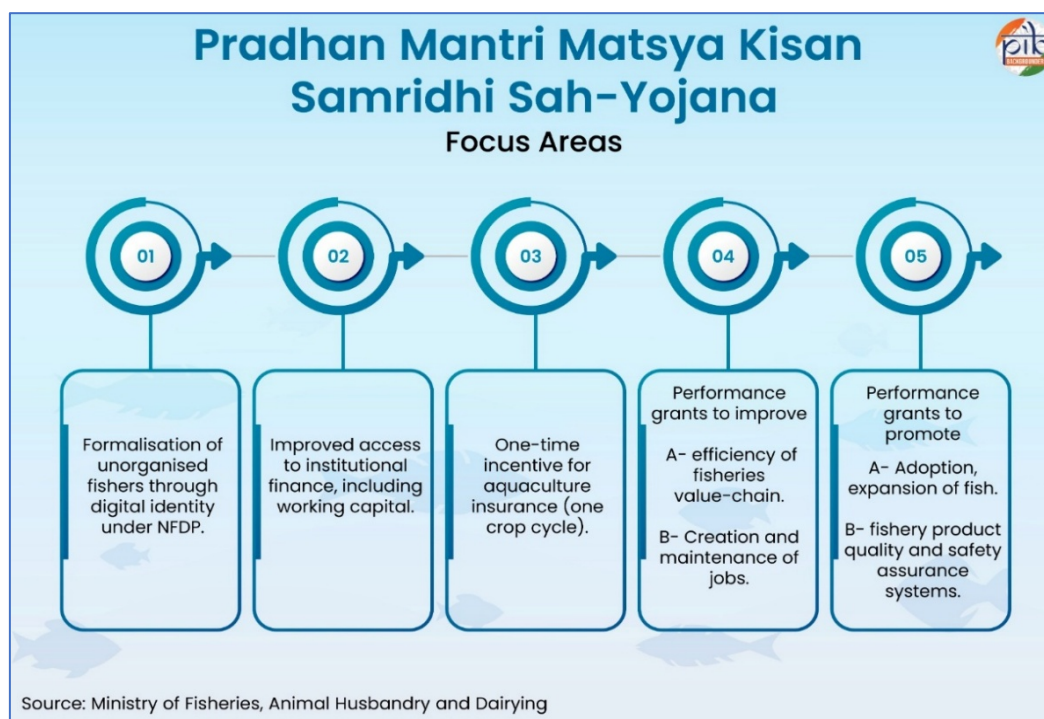 Pradhan Mantri Matsya Kisan
Samridhi Sah-Yojana
Focus Areas
pib
01
Formalisation of
unorganised
fishers through
digital identity
under NFDP.
02
Improved access
to institutional
finance, including
working capital.
03
One-time
incentive for
aquaculture
insurance (one
crop cycle).
04
Performance
grants to improve
A- efficiency of
fisheries
value-chain.
B- Creation and
maintenance of
jobs.
05
Performance
grants to
promote
A- Adoption,
expansion of fish.
B- fishery product
quality and safety
assurance
systems.
Source: Ministry of Fisheries, Animal Husbandry and Dairying